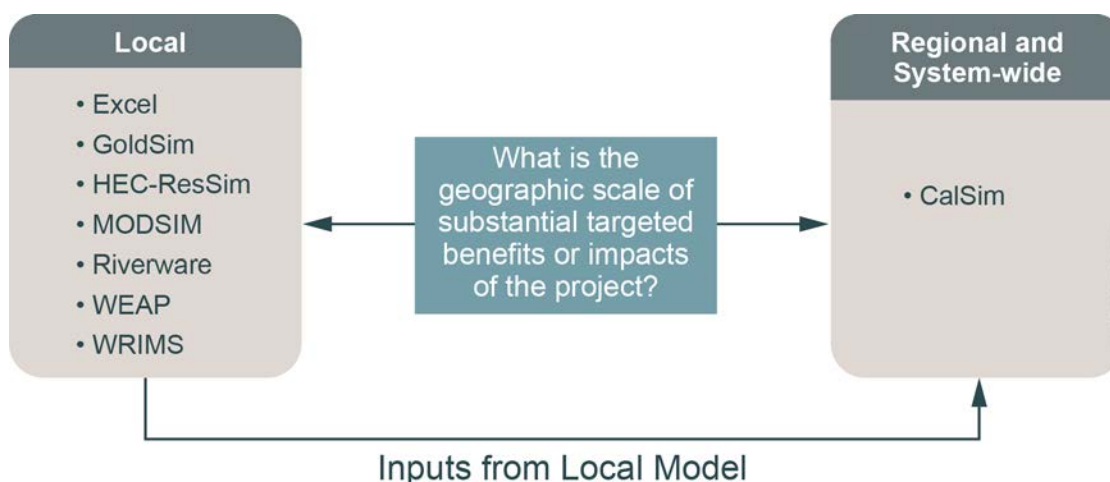 Local
• Excel
• GoldSim
• HEC-ResSim
• MODSIM
• Riverware
• WEAP
• WRIMS
What is the
geographic scale of
substantial targeted
benefits or impacts
of the project?
Regional and
System-wide
• CalSim
Inputs from Local Model